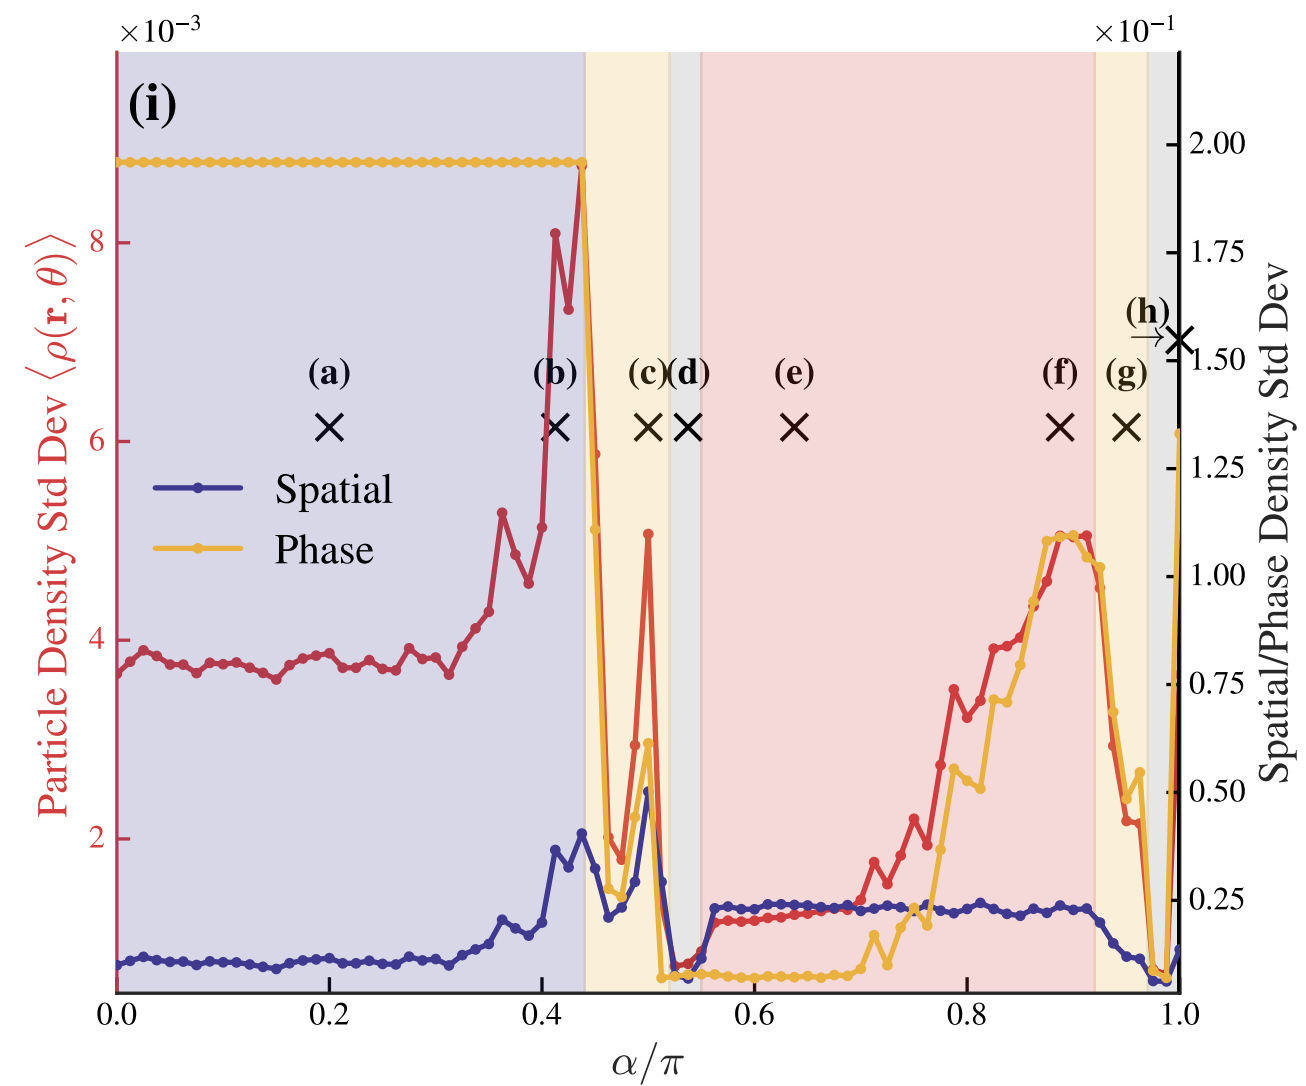 ×10⁻³
×10⁻¹
(i)
2.00
8
1.75
(h)
→
1.50
(a)
(b)
(c)
(d)
(e)
(f)
(g)
6
1.25
Spatial
Phase
1.00
4
0.75
0.50
2
0.25
0.0
0.2
0.4
0.6
0.8
1.0
α/π
Particle Density Std Dev ⟨ρ(r, θ)⟩
Spatial/Phase Density Std Dev